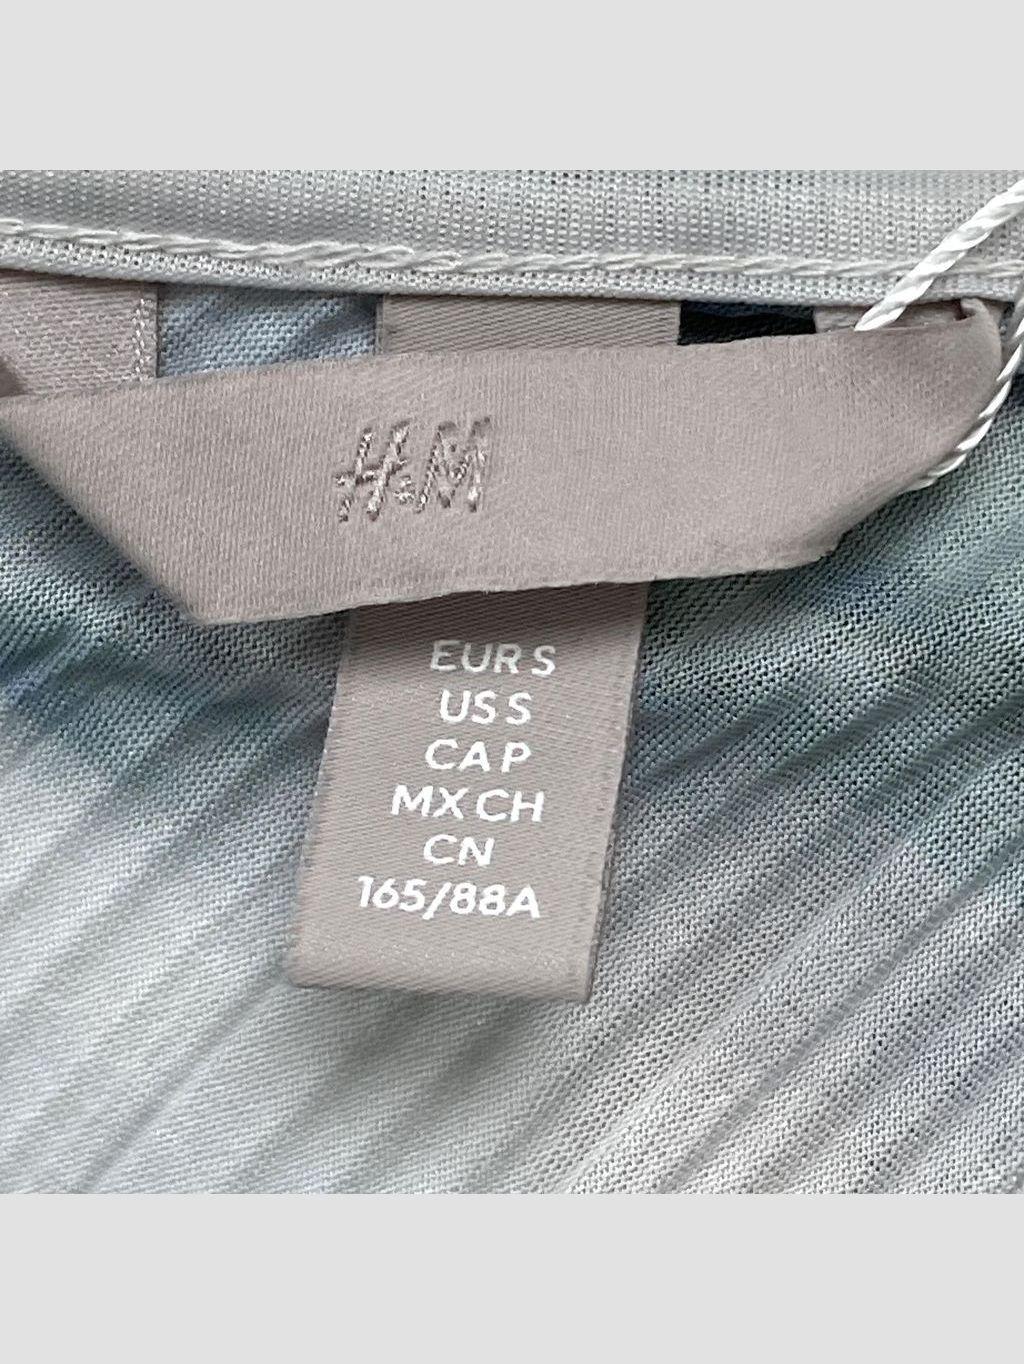 H&M
EUR S
US S
CA P
MX CH
CN
165/88A